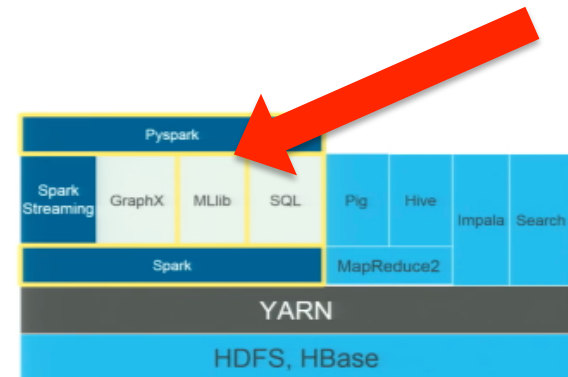 Pyspark
Spark
Streaming
GraphX
MLlib
SQL
Pig
Hive
Impala
Search
Spark
MapReduce2
YARN
HDFS, HBase